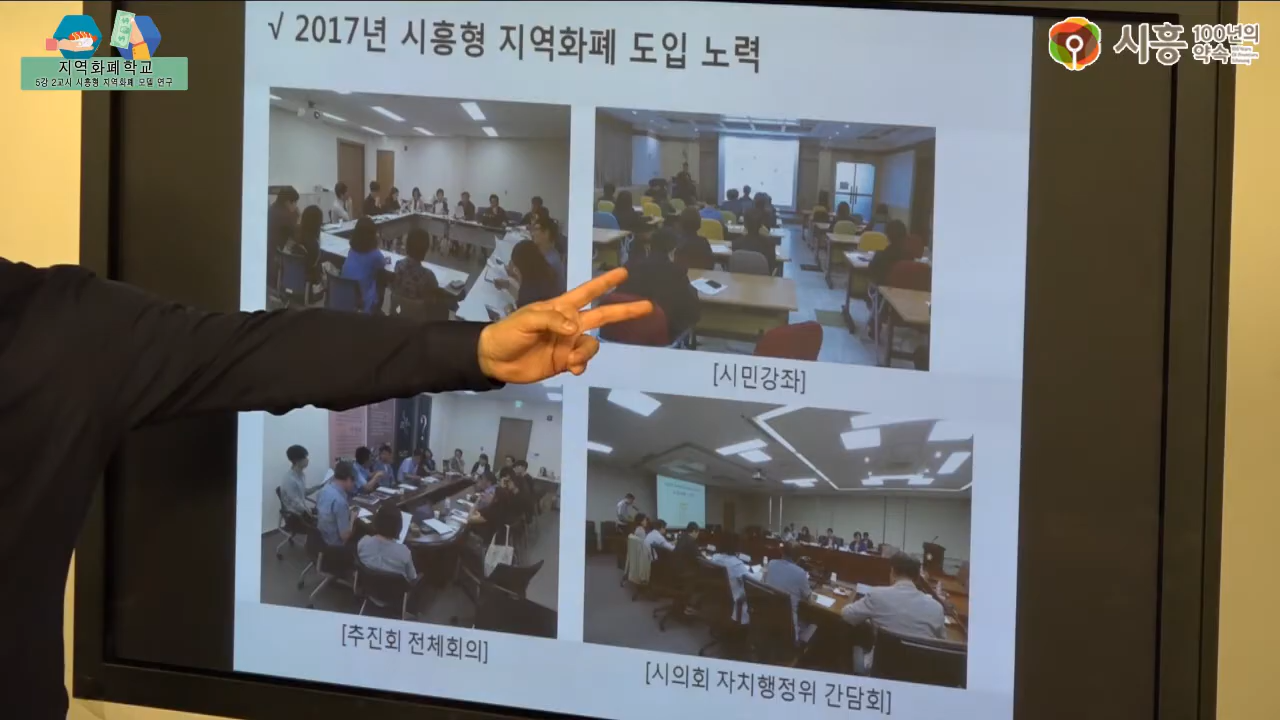 지역화폐학교
5강 2교시 시흥형 지역화폐 모델 연구
시흥 100년의
약속
√ 2017년 시흥형 지역화폐 도입 노력
[시민강좌]
[추진회 전체회의]
[시의회 자치행정위 간담회]